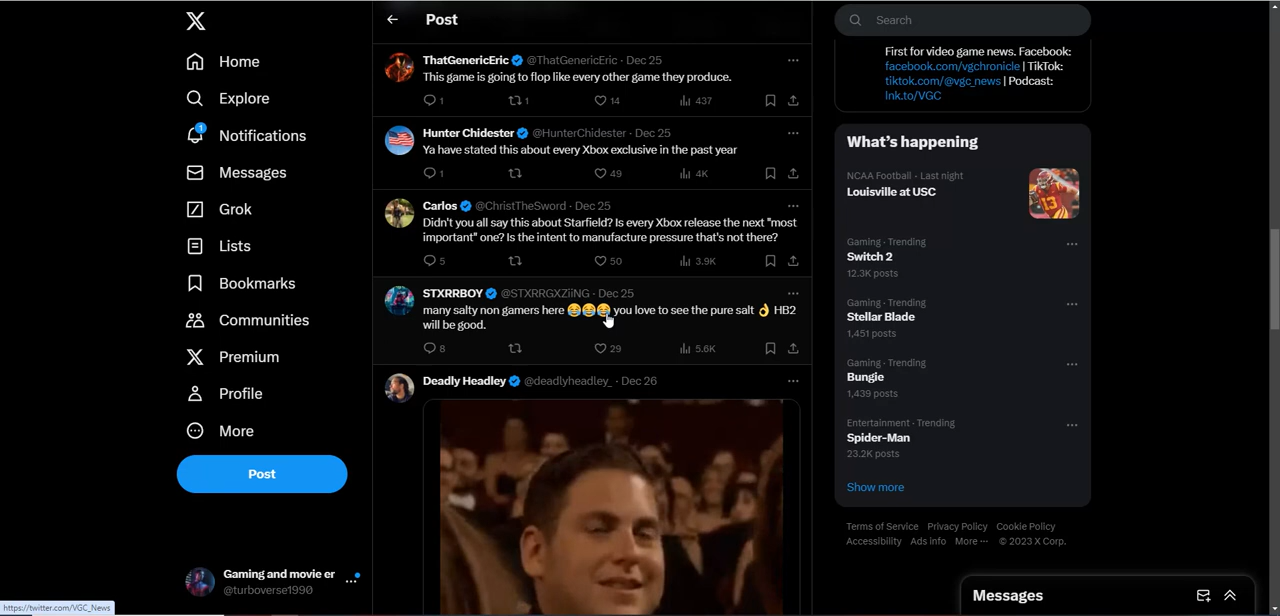 Home
Explore
1
Notifications
Messages
Grok
Lists
Bookmarks
Communities
Premium
Profile
More
Post
Gaming and movie er
@turboverse1990
https://twitter.com/VGC_News
Post
ThatGenericEric @ThatGenericEric · Dec 25
This game is going to flop like every other game they produce.
1 1 14 437
Hunter Chidester @HunterChidester · Dec 25
Ya have stated this about every Xbox exclusive in the past year
1 49 4K
Carlos @ChristTheSword · Dec 25
Didn't you all say this about Starfield? Is every Xbox release the next "most
important" one? Is the intent to manufacture pressure that's not there?
5 50 3.9K
STXRRBOY @STXRRGXZiiNG · Dec 25
many salty non gamers here 😂😂😂 you love to see the pure salt 👌 HB2
will be good.
8 29 5.6K
Deadly Headley @deadlyheadley_ · Dec 26
Search
First for video game news. Facebook:
facebook.com/vgchronicle | TikTok:
tiktok.com/@vgc_news | Podcast:
lnk.to/VGC
What's happening
NCAA Football · Last night
Louisville at USC
Gaming · Trending
Switch 2
12.3K posts
Gaming · Trending
Stellar Blade
1,451 posts
Gaming · Trending
Bungie
1,439 posts
Entertainment · Trending
Spider-Man
23.2K posts
Show more
Terms of Service Privacy Policy Cookie Policy
Accessibility Ads info More ··· © 2023 X Corp.
Messages